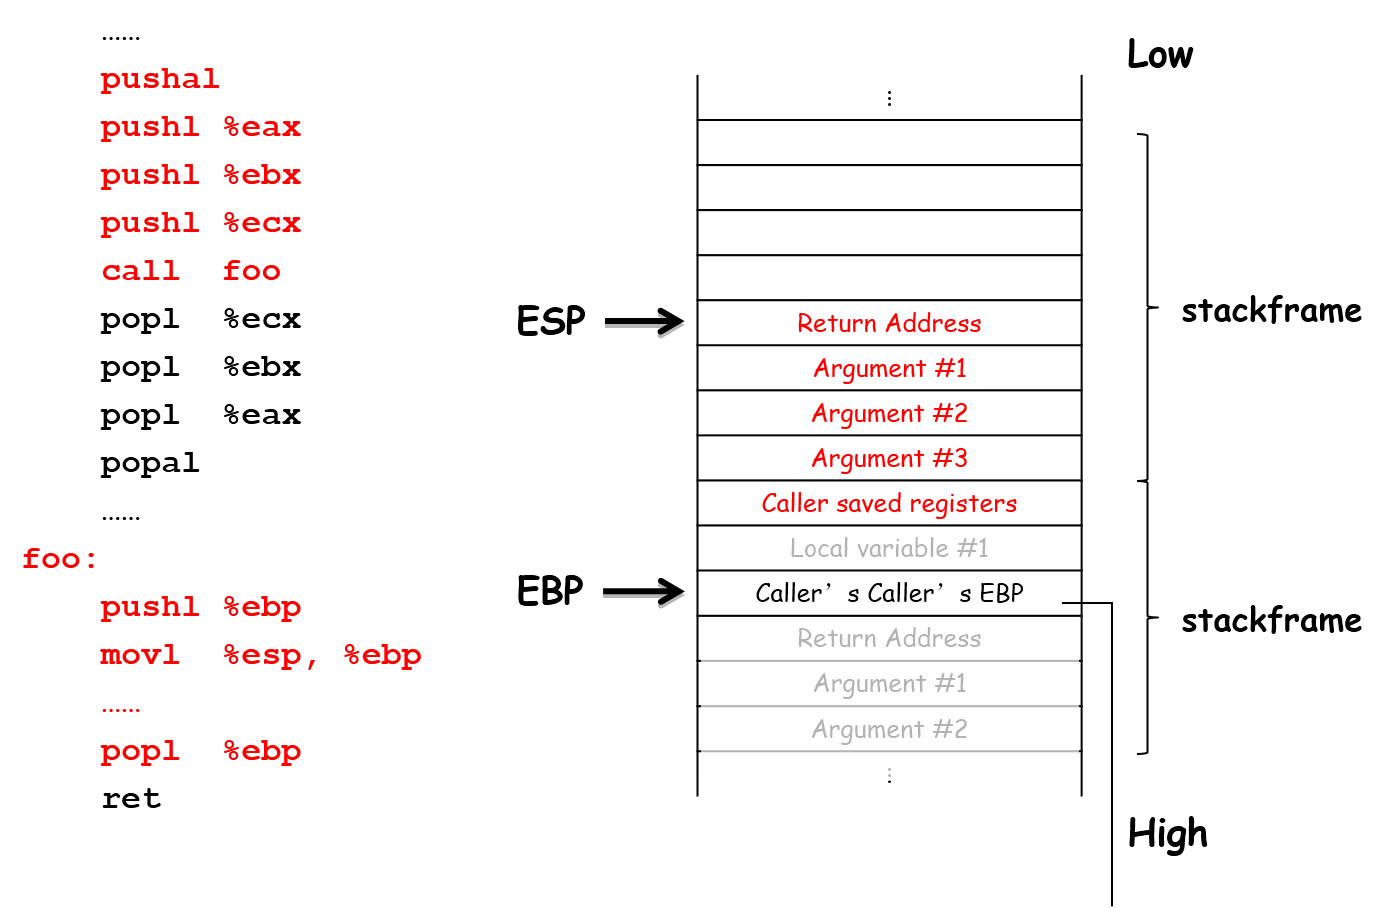 ……
pushal
pushl %eax
pushl %ebx
pushl %ecx
call foo
popl %ecx
popl %ebx
popl %eax
popal
……
foo:
pushl %ebp
movl %esp, %ebp
……
popl %ebp
ret
ESP
EBP
⋮
Return Address
Argument #1
Argument #2
Argument #3
Caller saved registers
Local variable #1
Caller’s Caller’s EBP
Return Address
Argument #1
Argument #2
⋮
Low
stackframe
stackframe
High